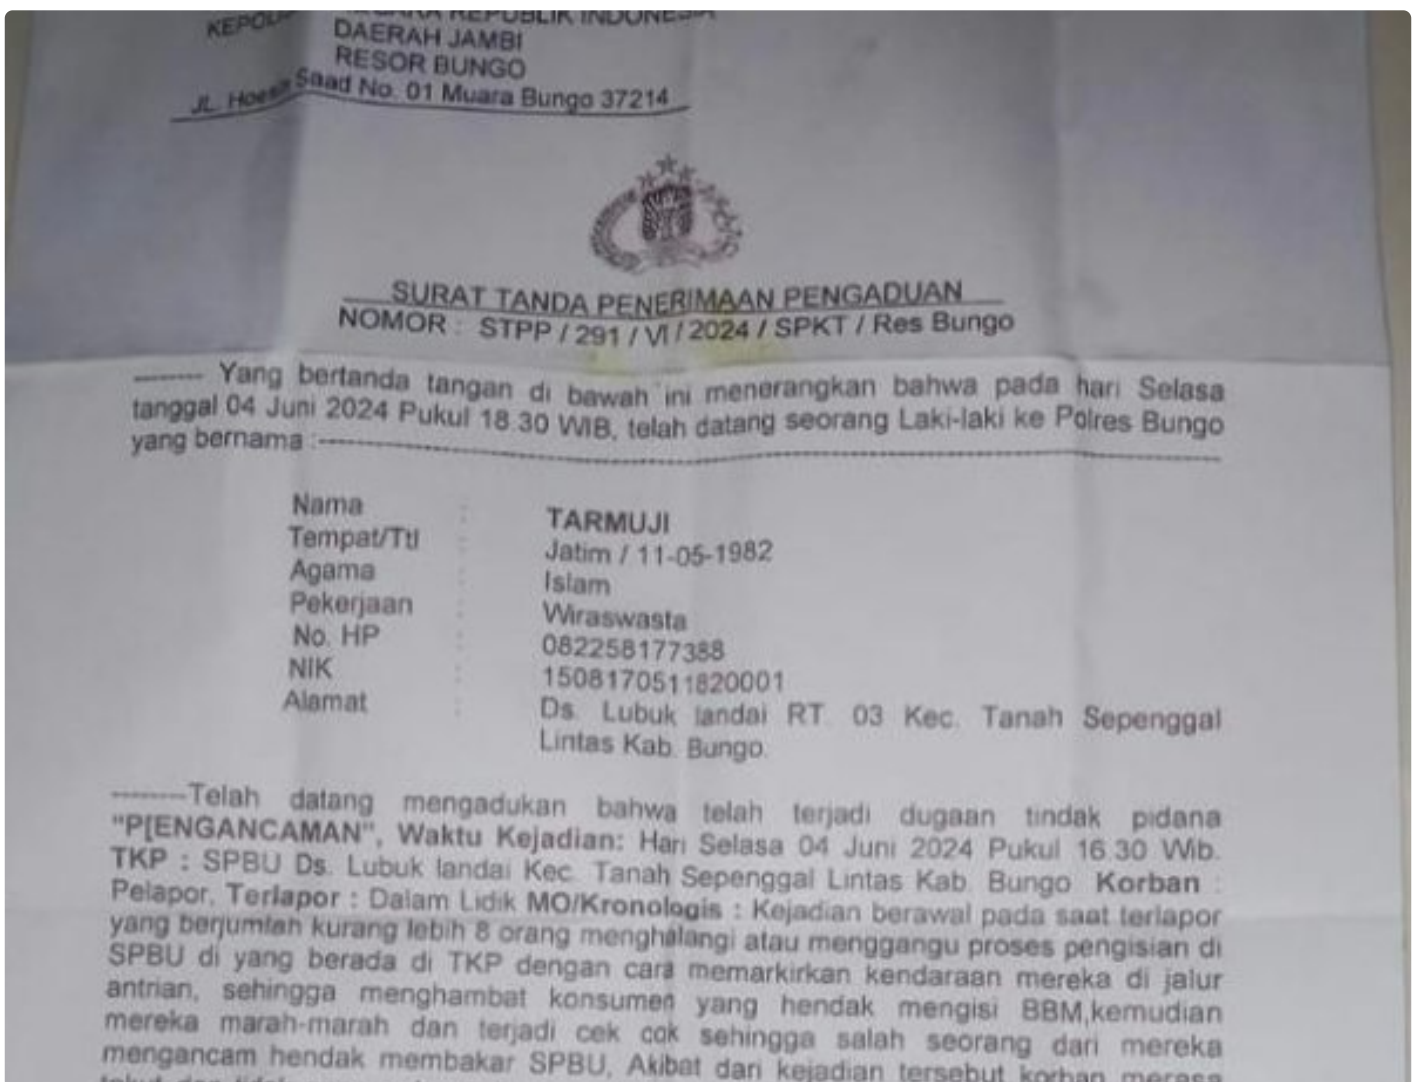 NEGARA REPUBLIK INDONESIA
DAERAH JAMBI
RESOR BUNGO
JL. Hoesin Saad No. 01 Muara Bungo 37214
SURAT TANDA PENERIMAAN PENGADUAN
NOMOR : STPP / 291 / VI / 2024 / SPKT / Res Bungo
-------- Yang bertanda tangan di bawah ini menerangkan bahwa pada hari Selasa
tanggal 04 Juni 2024 Pukul 18.30 WIB, telah datang seorang Laki-laki ke Polres Bungo
yang bernama :--------------------------------------------------------------------------------
Nama : TARMUJI
Tempat/Ttl : Jatim / 11-05-1982
Agama : Islam
Pekerjaan : Wiraswasta
No. HP : 082258177388
NIK : 1508170511820001
Alamat : Ds. Lubuk landai RT. 03 Kec. Tanah Sepenggal
Lintas Kab. Bungo.
--------Telah datang mengadukan bahwa telah terjadi dugaan tindak pidana
"P[ENGANCAMAN", Waktu Kejadian: Hari Selasa 04 Juni 2024 Pukul 16.30 Wib.
TKP : SPBU Ds. Lubuk landai Kec. Tanah Sepenggal Lintas Kab. Bungo Korban :
Pelapor, Terlapor : Dalam Lidik MO/Kronologis : Kejadian berawal pada saat terlapor
yang berjumlah kurang lebih 8 orang menghalangi atau menggangu proses pengisian di
SPBU di yang berada di TKP dengan cara memarkirkan kendaraan mereka di jalur
antrian, sehingga menghambat konsumen yang hendak mengisi BBM,kemudian
mereka marah-marah dan terjadi cek cok sehingga salah seorang dari mereka
mengancam hendak membakar SPBU, Akibat dari kejadian tersebut korban merasa